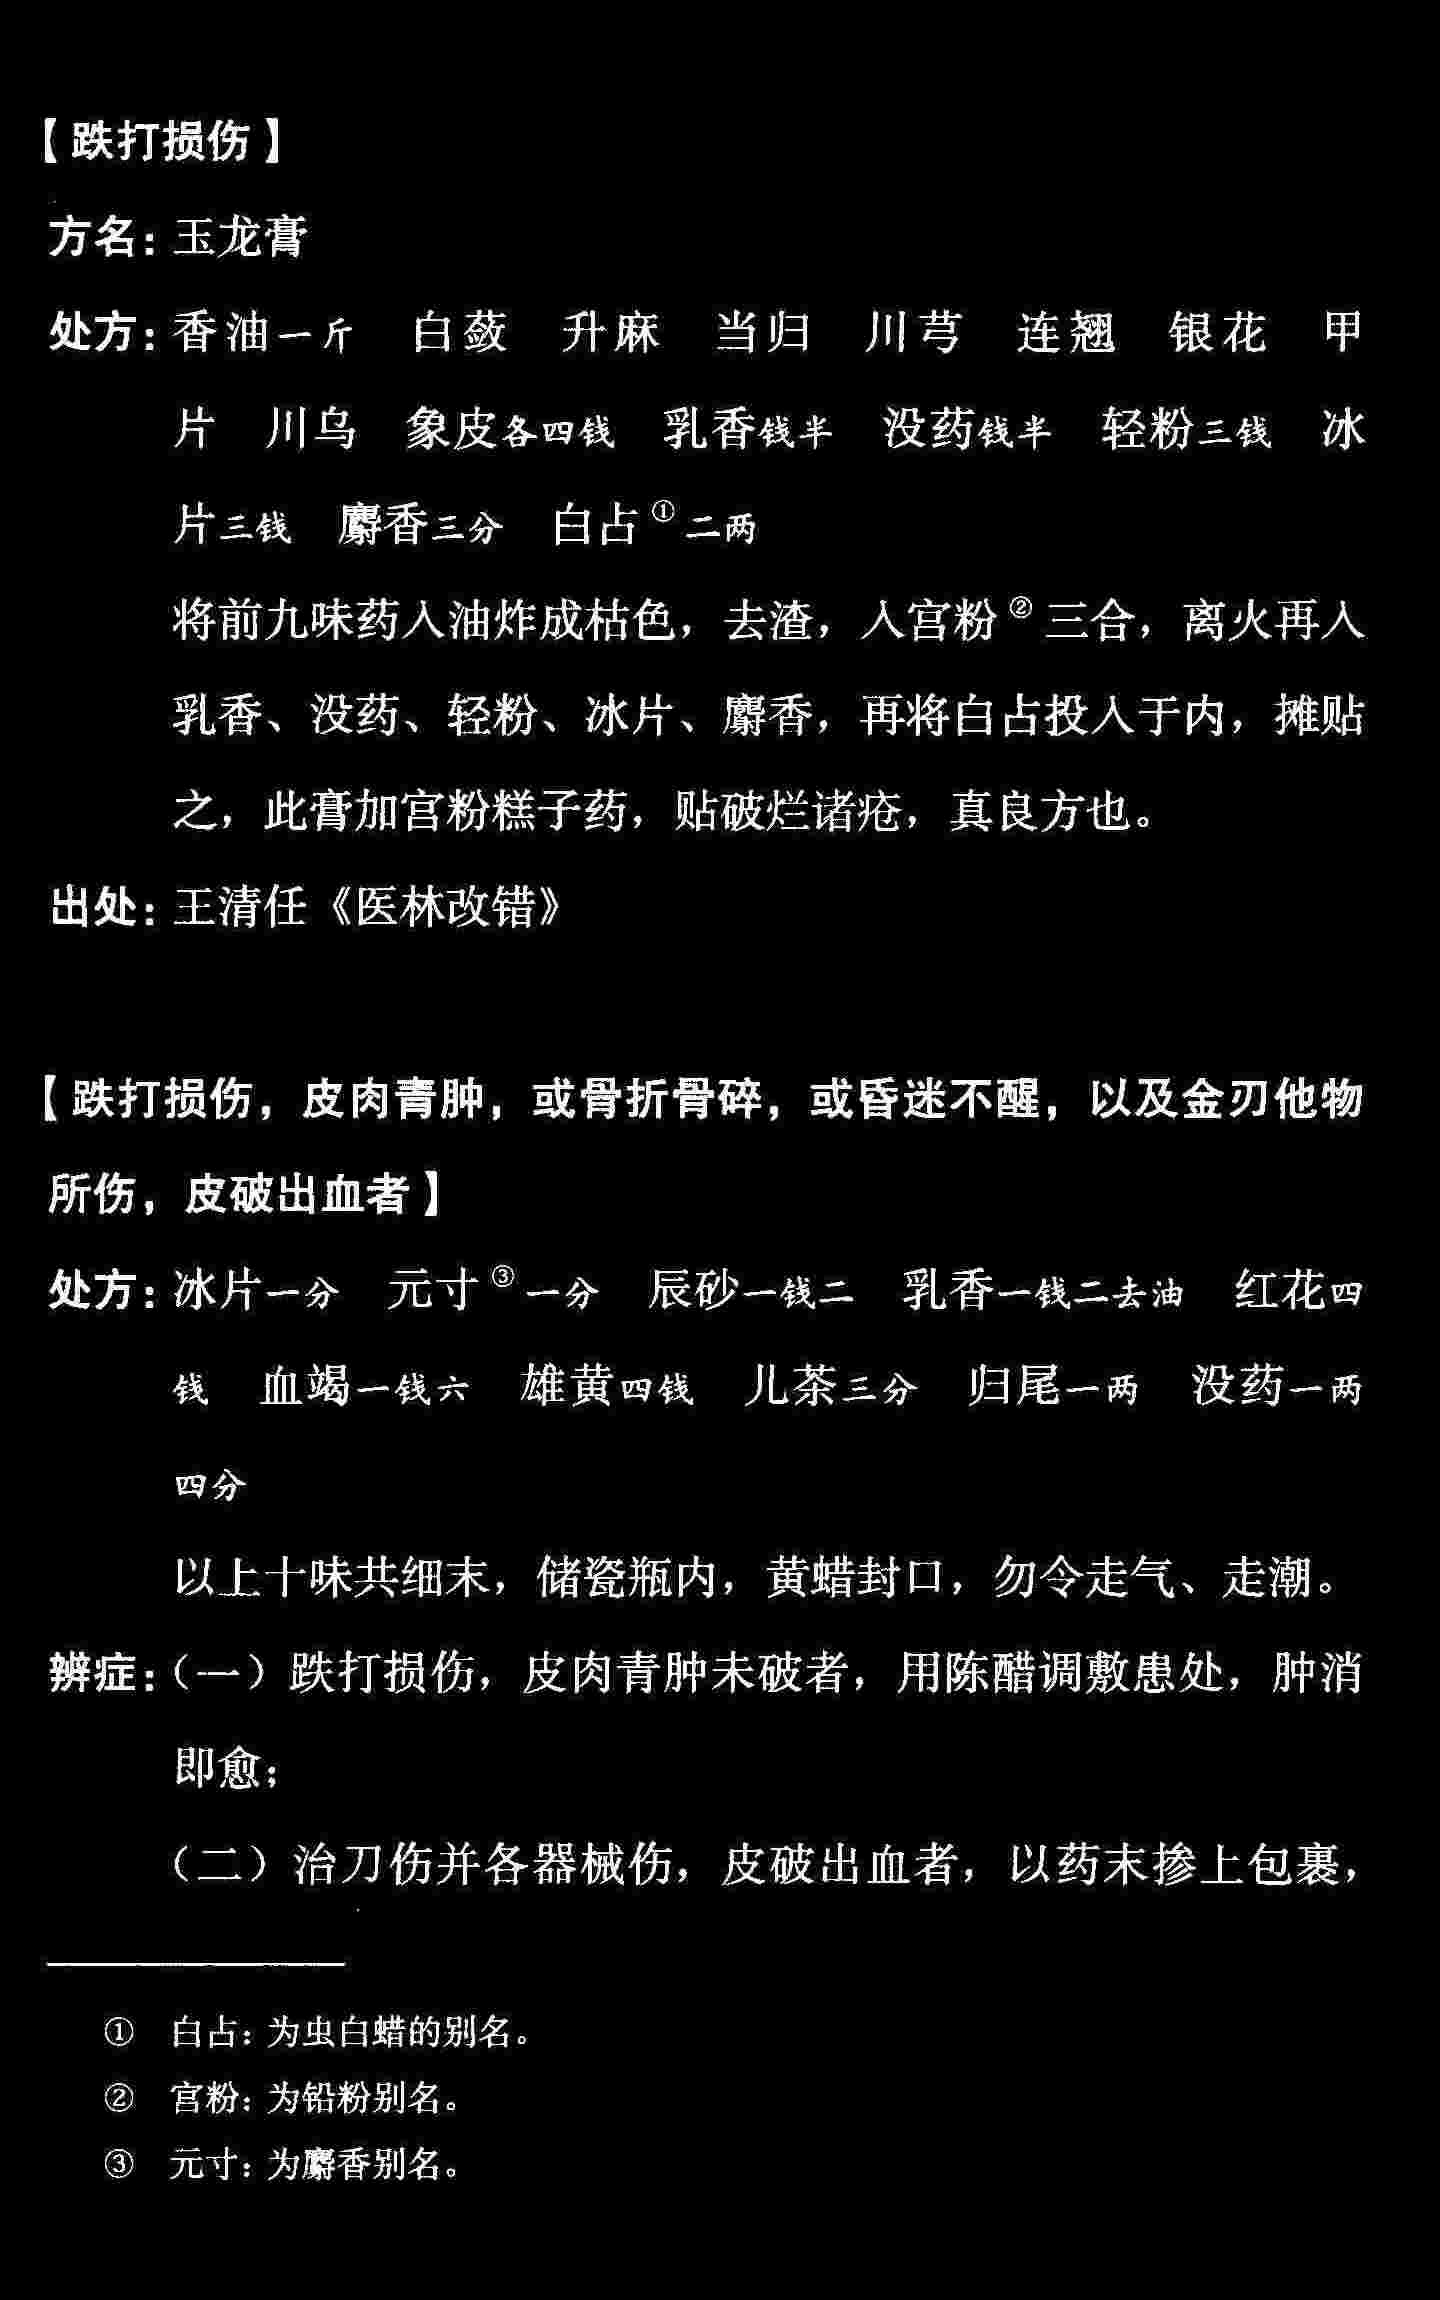 【跌打损伤】
方名：玉龙膏
处方：香油一斤 白蔹 升麻 当归 川芎 连翘 银花 甲
片 川乌 象皮各四钱 乳香钱半 没药钱半 轻粉三钱 冰
片三钱 麝香三分 白占①二两
将前九味药入油炸成枯色，去渣，入宫粉②三合，离火再入
乳香、没药、轻粉、冰片、麝香，再将白占投入于内，摊贴
之，此膏加宫粉糕子药，贴破烂诸疮，真良方也。
出处：王清任《医林改错》
【跌打损伤，皮肉青肿，或骨折骨碎，或昏迷不醒，以及金刃他物
所伤，皮破出血者】
处方：冰片一分 元寸③一分 辰砂一钱二 乳香一钱二去油 红花四
钱 血竭一钱六 雄黄四钱 儿茶三分 归尾一两 没药一两
四分
以上十味共细末，储瓷瓶内，黄蜡封口，勿令走气、走潮。
辨症：（一）跌打损伤，皮肉青肿未破者，用陈醋调敷患处，肿消
即愈；
（二）治刀伤并各器械伤，皮破出血者，以药末掺上包裹，
① 白占：为虫白蜡的别名。
② 宫粉：为铅粉别名。
③ 元寸：为麝香别名。